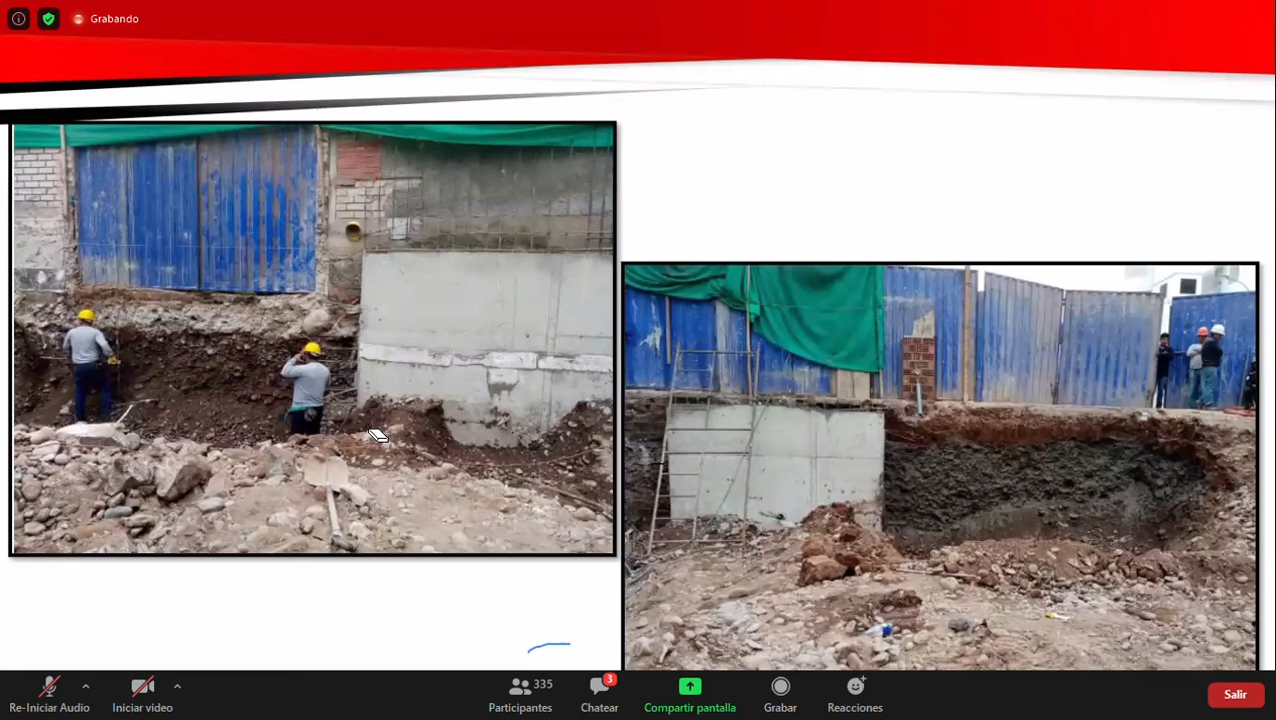 Grabando
Re-Iniciar Audio
Iniciar video
335
Participantes
3
Chatear
Compartir pantalla
Grabar
Reacciones
Salir